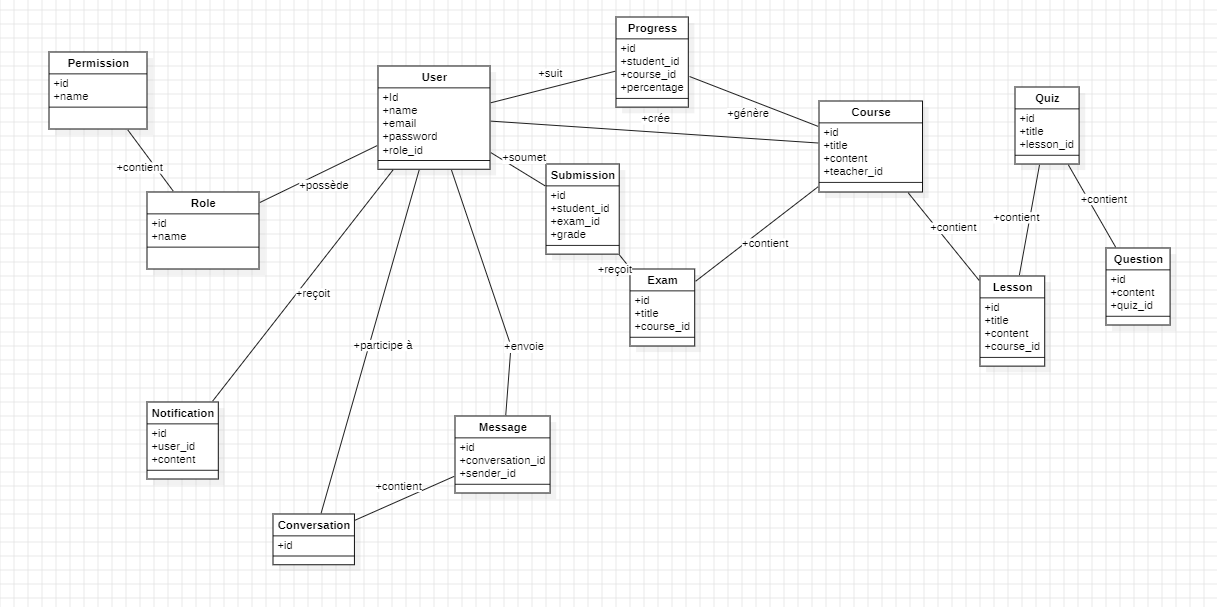 Progress
+id
+student_id
+course_id
+percentage
Permission
+id
+name
User
+Id
+name
+email
+password
+role_id
+suit
+génère
+crée
Course
+id
+title
+content
+teacher_id
Quiz
+id
+title
+lesson_id
+contient
+possède
+soumet
Submission
+id
+student_id
+exam_id
+grade
Role
+id
+name
+contient
+contient
+contient
+contient
+reçoit
Exam
+id
+title
+course_id
Lesson
+id
+title
+content
+course_id
Question
+id
+content
+quiz_id
+reçoit
+participe à
+envoie
Notification
+id
+user_id
+content
Message
+id
+conversation_id
+sender_id
+contient
Conversation
+id